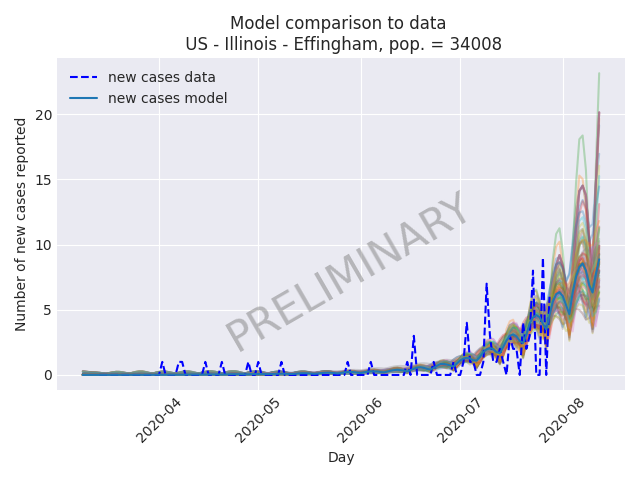 Model comparison to data
US - Illinois - Effingham, pop. = 34008
new cases data
new cases model
Number of new cases reported
20
15
10
5
0
PRELIMINARY
2020-04
2020-05
2020-06
2020-07
2020-08
Day